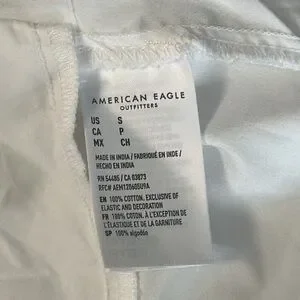 AMERICAN EAGLE
OUTFITTERS
US S
CA P
MX CH
MADE IN INDIA / FABRIQUÉ EN INDE /
HECHO EN INDIA
RN 54485 / CA 03873
RFC# AEM120605U9A
EN 100% COTTON. EXCLUSIVE OF
ELASTIC AND DECORATION
FR 100% COTON. À L'EXCEPTION DE
L'ÉLASTIQUE ET DE LA GARNITURE
SP 100% algodón